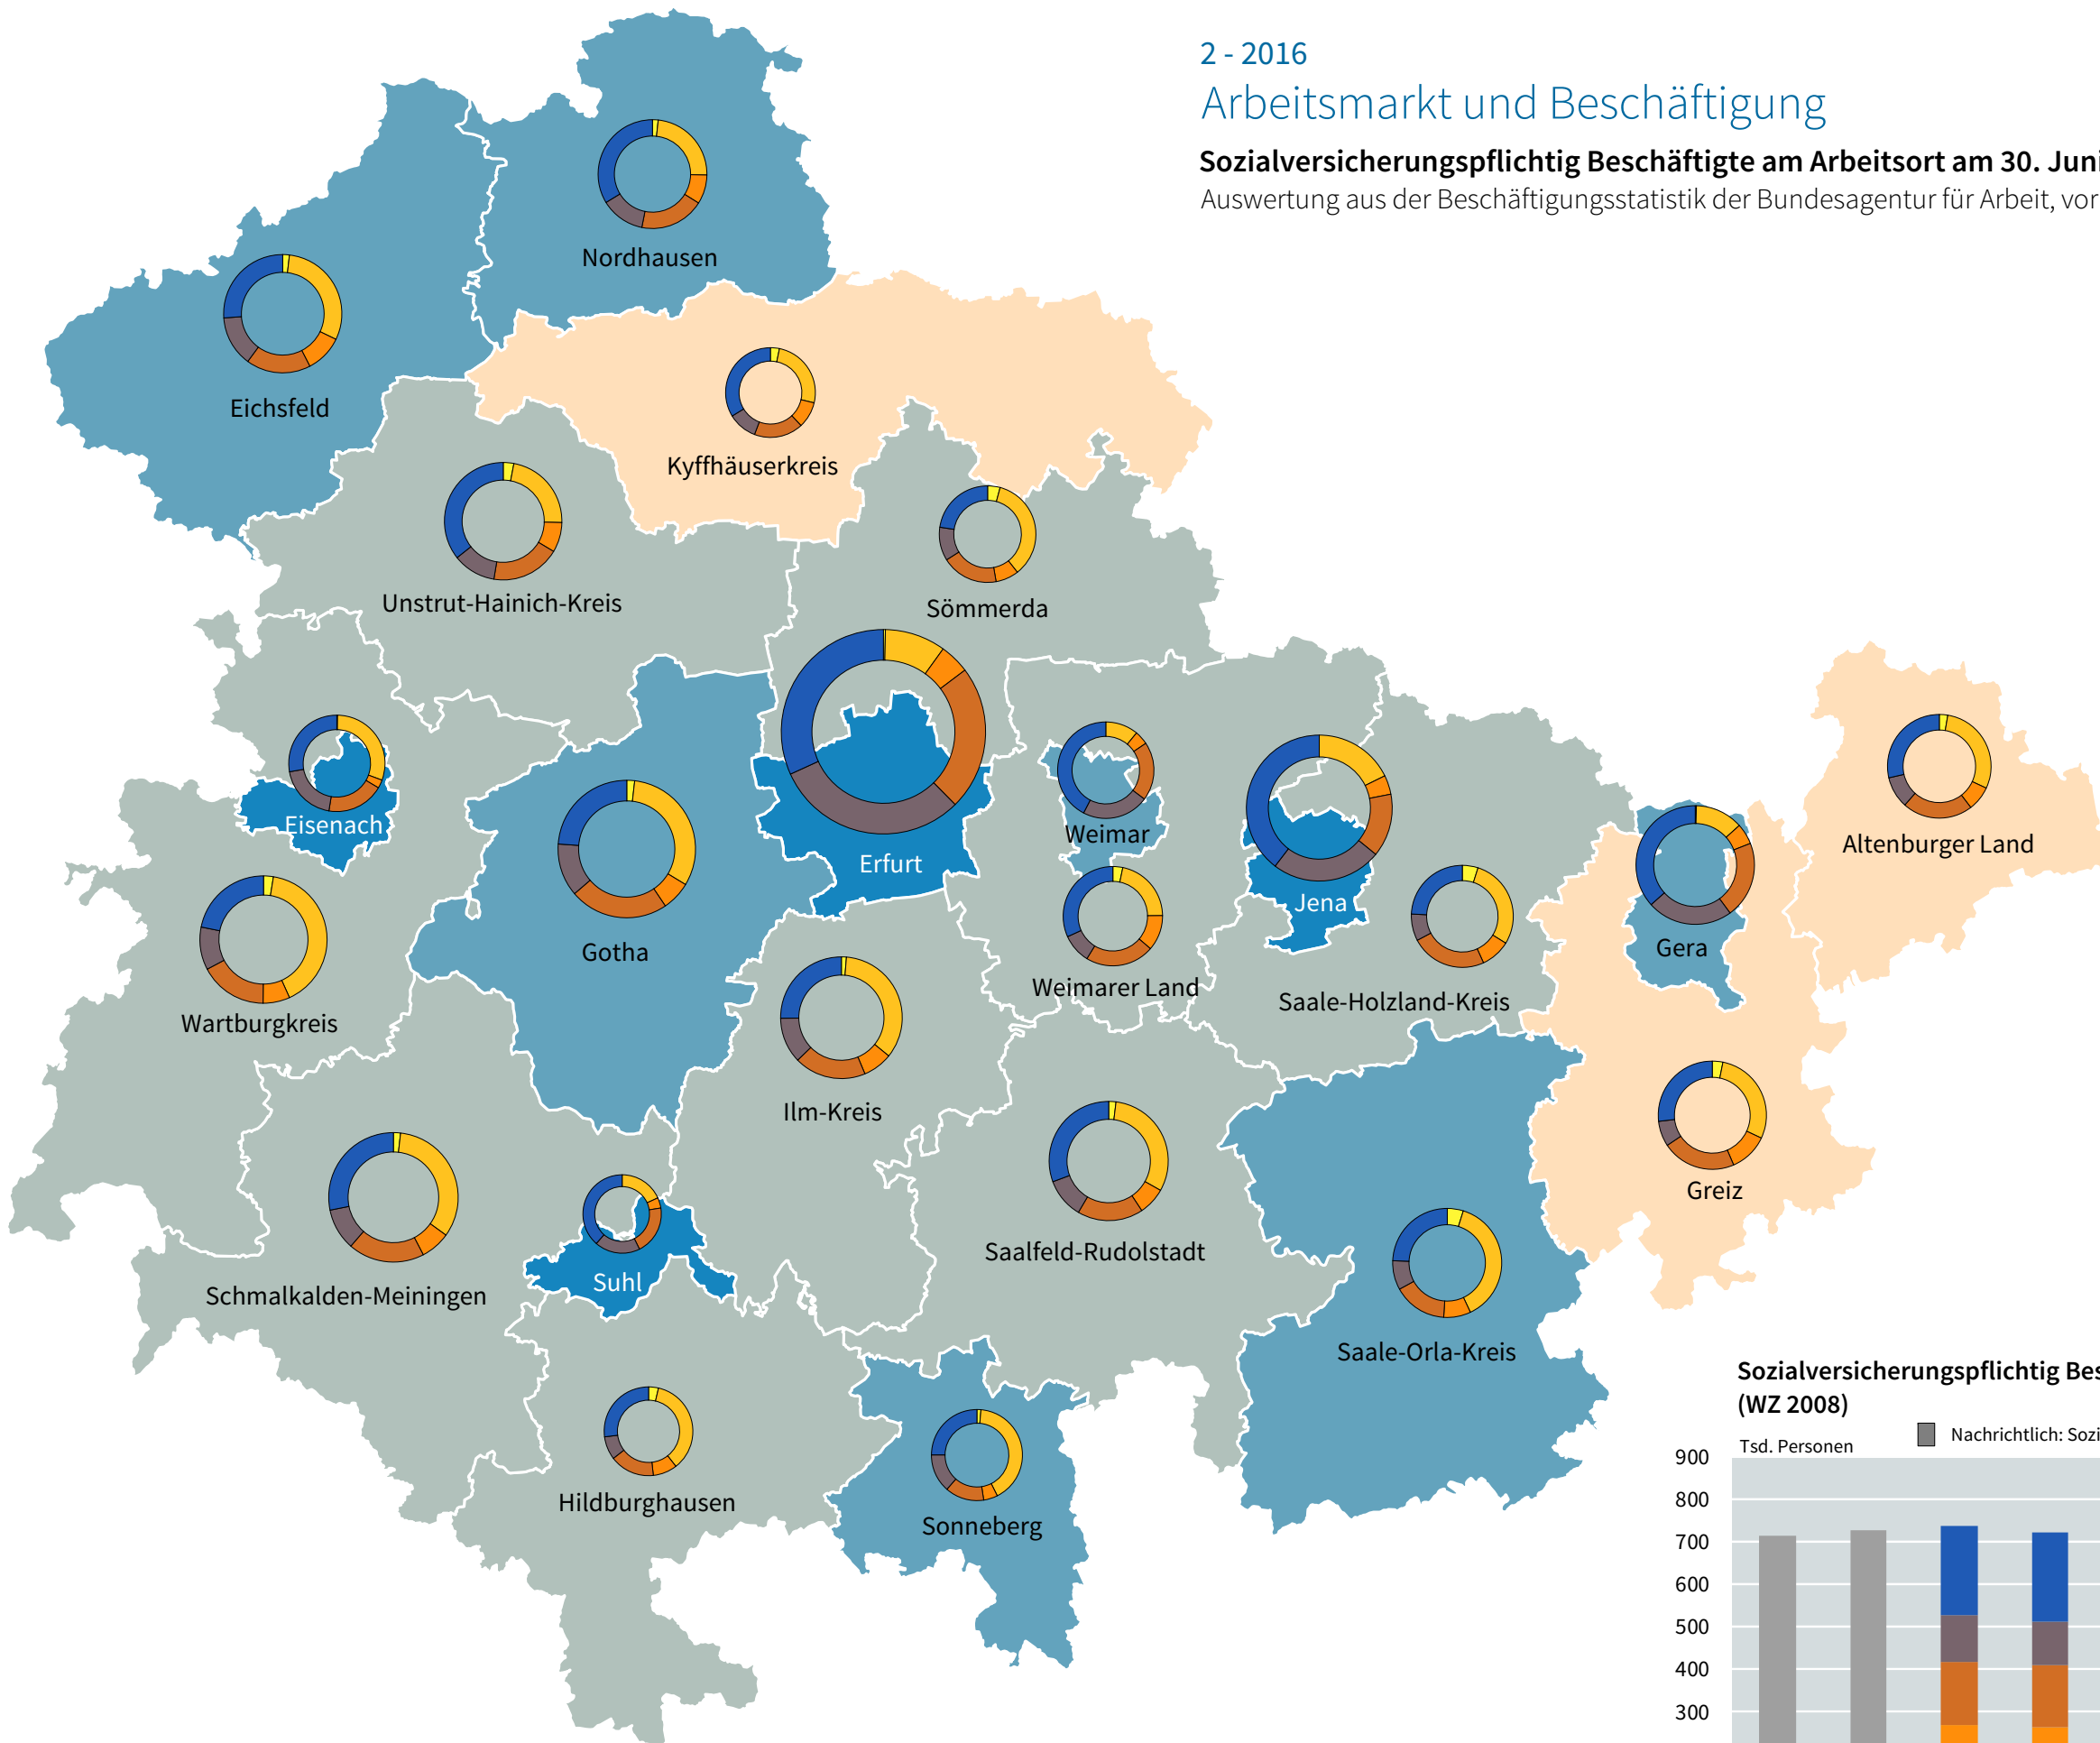 2 - 2016
Arbeitsmarkt und Beschäftigung
Sozialversicherungspflichtig Beschäftigte am Arbeitsort am 30. Juni
Auswertung aus der Beschäftigungsstatistik der Bundesagentur für Arbeit, vor
Nordhausen
Eichsfeld
Kyffhäuserkreis
Unstrut-Hainich-Kreis
Sömmerda
Eisenach
Weimar
Altenburger Land
Erfurt
Jena
Gera
Gotha
Weimarer Land
Saale-Holzland-Kreis
Wartburgkreis
Ilm-Kreis
Greiz
Saalfeld-Rudolstadt
Suhl
Schmalkalden-Meiningen
Saale-Orla-Kreis
Hildburghausen
Sonneberg
Sozialversicherungspflichtig Bes
(WZ 2008)
Nachrichtlich: Sozi
Tsd. Personen
900
800
700
600
500
400
300